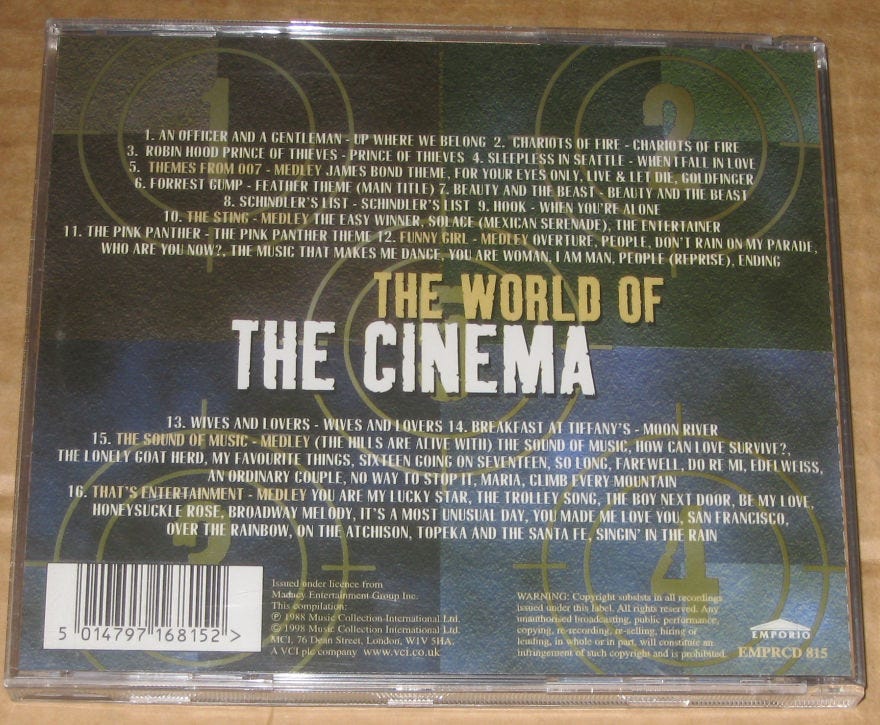 1. AN OFFICER AND A GENTLEMAN - UP WHERE WE BELONG 2. CHARIOTS OF FIRE - CHARIOTS OF FIRE
3. ROBIN HOOD PRINCE OF THIEVES - PRINCE OF THIEVES 4. SLEEPLESS IN SEATTLE - WHEN I FALL IN LOVE
5. THEMES FROM 007 - MEDLEY JAMES BOND THEME, FOR YOUR EYES ONLY, LIVE & LET DIE, GOLDFINGER
6. FORREST GUMP - FEATHER THEME (MAIN TITLE) 7. BEAUTY AND THE BEAST - BEAUTY AND THE BEAST
8. SCHINDLER'S LIST - SCHINDLER'S LIST 9. HOOK - WHEN YOU'RE ALONE
10. THE STING - MEDLEY THE EASY WINNER, SOLACE (MEXICAN SERENADE), THE ENTERTAINER
11. THE PINK PANTHER - THE PINK PANTHER THEME 12. FUNNY GIRL - MEDLEY OVERTURE, PEOPLE, DON'T RAIN ON MY PARADE,
WHO ARE YOU NOW?, THE MUSIC THAT MAKES ME DANCE, YOU ARE WOMAN, I AM MAN, PEOPLE (REPRISE), ENDING
THE WORLD OF
THE CINEMA
13. WIVES AND LOVERS - WIVES AND LOVERS 14. BREAKFAST AT TIFFANY'S - MOON RIVER
15. THE SOUND OF MUSIC - MEDLEY (THE HILLS ARE ALIVE WITH) THE SOUND OF MUSIC, HOW CAN LOVE SURVIVE?,
THE LONELY GOAT HERD, MY FAVOURITE THINGS, SIXTEEN GOING ON SEVENTEEN, SO LONG, FAREWELL, DO RE MI, EDELWEISS,
AN ORDINARY COUPLE, NO WAY TO STOP IT, MARIA, CLIMB EVERY MOUNTAIN
16. THAT'S ENTERTAINMENT - MEDLEY YOU ARE MY LUCKY STAR, THE TROLLEY SONG, THE BOY NEXT DOOR, BE MY LOVE,
HONEYSUCKLE ROSE, BROADWAY MELODY, IT'S A MOST UNUSUAL DAY, YOU MADE ME LOVE YOU, SAN FRANCISCO,
OVER THE RAINBOW, ON THE ATCHISON, TOPEKA AND THE SANTA FE, SINGIN' IN THE RAIN
1
2
3
4
5 014797 168152 >
Issued under licence from
Madacy Entertainment Group Inc.
This compilation:
℗ 1988 Music Collection International Ltd.
© 1998 Music Collection International Ltd.
MCI, 76 Dean Street, London, W1V 5HA.
A VCI plc company www.vci.co.uk
WARNING: Copyright subsists in all recordings
issued under this label. All rights reserved. Any
unauthorised broadcasting, public performance,
copying, re-recording, re-selling, hiring or
leading, in whole or in part, will constitute an
infringement of such copyright and is prohibited.
EMPORIO
EMPRCD 815